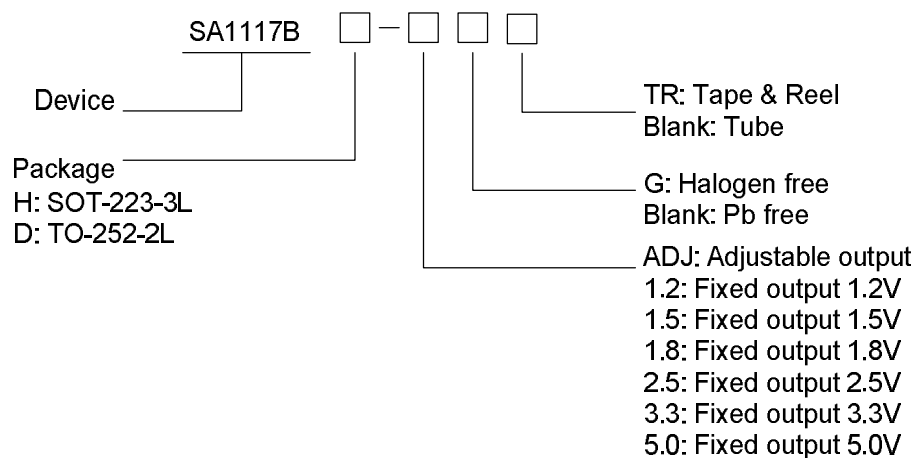 SA1117B
Device
Package
H: SOT-223-3L
D: TO-252-2L
TR: Tape & Reel
Blank: Tube
G: Halogen free
Blank: Pb free
ADJ: Adjustable output
1.2: Fixed output 1.2V
1.5: Fixed output 1.5V
1.8: Fixed output 1.8V
2.5: Fixed output 2.5V
3.3: Fixed output 3.3V
5.0: Fixed output 5.0V